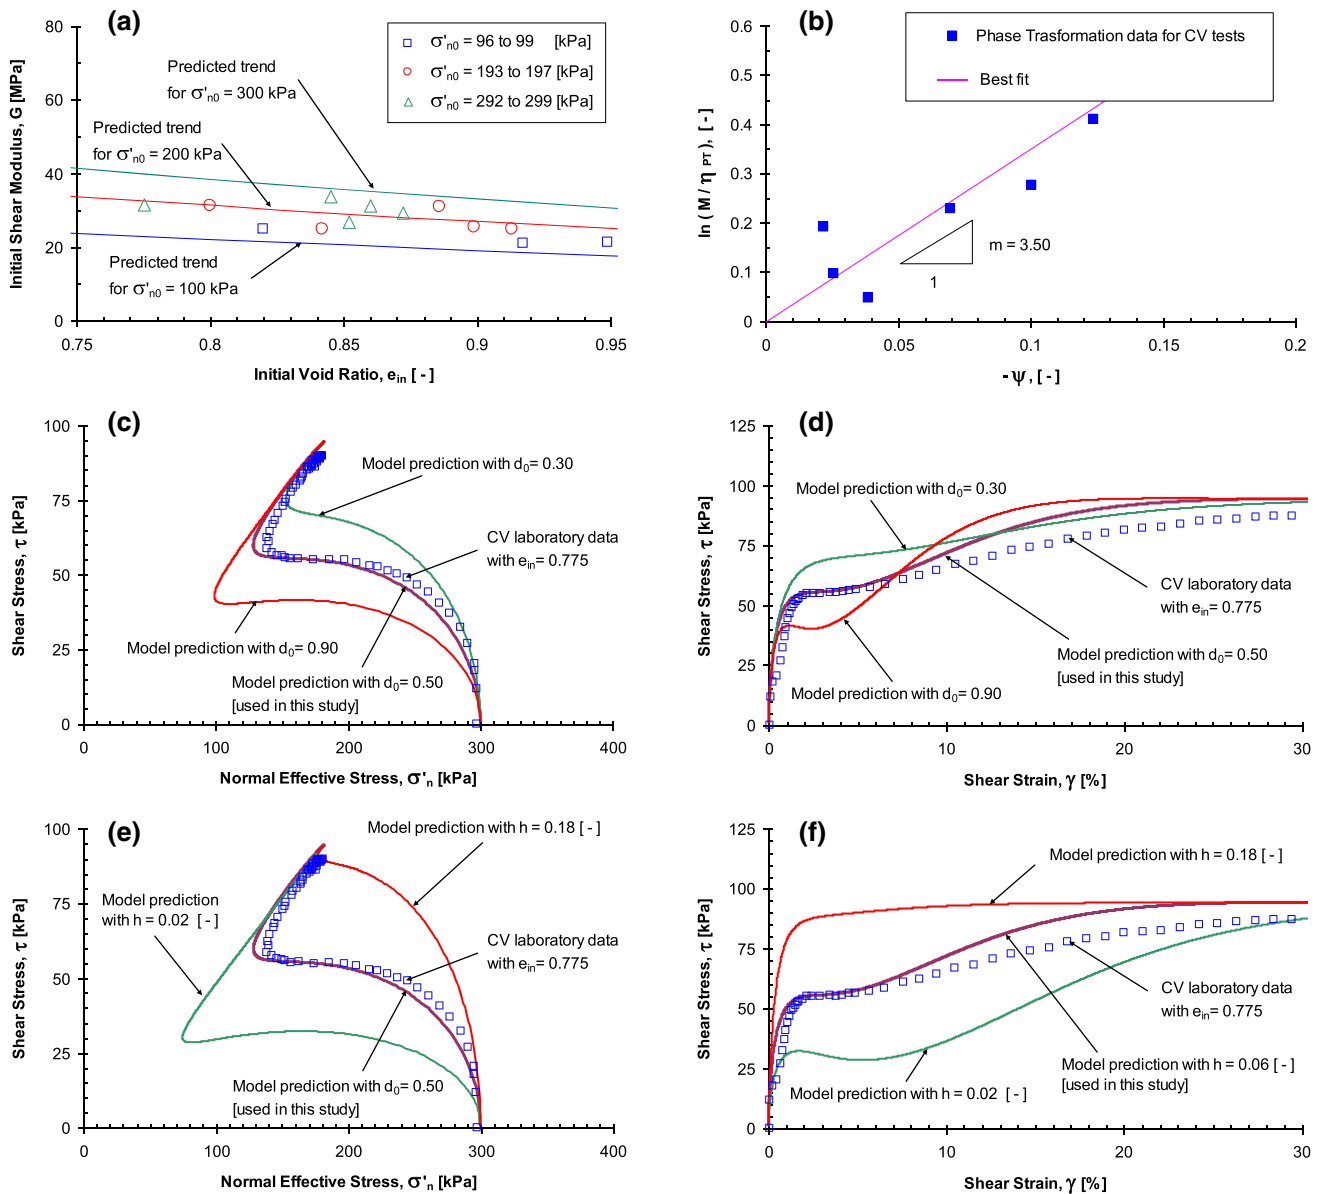 (a)
Initial Shear Modulus, G [MPa]
80
60
40
20
0
0.75
0.8
0.85
0.9
0.95
Initial Void Ratio, e_in [ - ]
σ'n0 = 96 to 99 [kPa]
σ'n0 = 193 to 197 [kPa]
σ'n0 = 292 to 299 [kPa]
Predicted trend
for σ'n0 = 300 kPa
Predicted trend
for σ'n0 = 200 kPa
Predicted trend
for σ'n0 = 100 kPa
(b)
ln ( M / η PT ), [ - ]
0.6
0.5
0.4
0.3
0.2
0.1
0
0
0.05
0.1
0.15
0.2
- ψ , [ - ]
Phase Trasformation data for CV tests
Best fit
m = 3.50
1
(c)
Shear Stress, τ [kPa]
100
75
50
25
0
0
100
200
300
400
Normal Effective Stress, σ'n [kPa]
Model prediction with d0= 0.30
CV laboratory data
with ein= 0.775
Model prediction with d0= 0.90
Model prediction with d0= 0.50
[used in this study]
(d)
Shear Stress, τ [kPa]
125
100
75
50
25
0
0
10
20
30
Shear Strain, γ [%]
Model prediction with d0= 0.30
CV laboratory data
with ein= 0.775
Model prediction with d0= 0.50
[used in this study]
Model prediction with d0= 0.90
(e)
Shear Stress, τ [kPa]
100
75
50
25
0
0
100
200
300
400
Normal Effective Stress, σ'n [kPa]
Model prediction with h = 0.18 [ - ]
Model prediction
with h = 0.02 [ - ]
CV laboratory data
with ein= 0.775
Model prediction with d0= 0.50
[used in this study]
(f)
Shear Stress, τ [kPa]
125
100
75
50
25
0
0
10
20
30
Shear Strain, γ [%]
Model prediction with h = 0.18 [ - ]
CV laboratory data
with ein= 0.775
Model prediction with h = 0.06 [ - ]
[used in this study]
Model prediction with h = 0.02 [ - ]